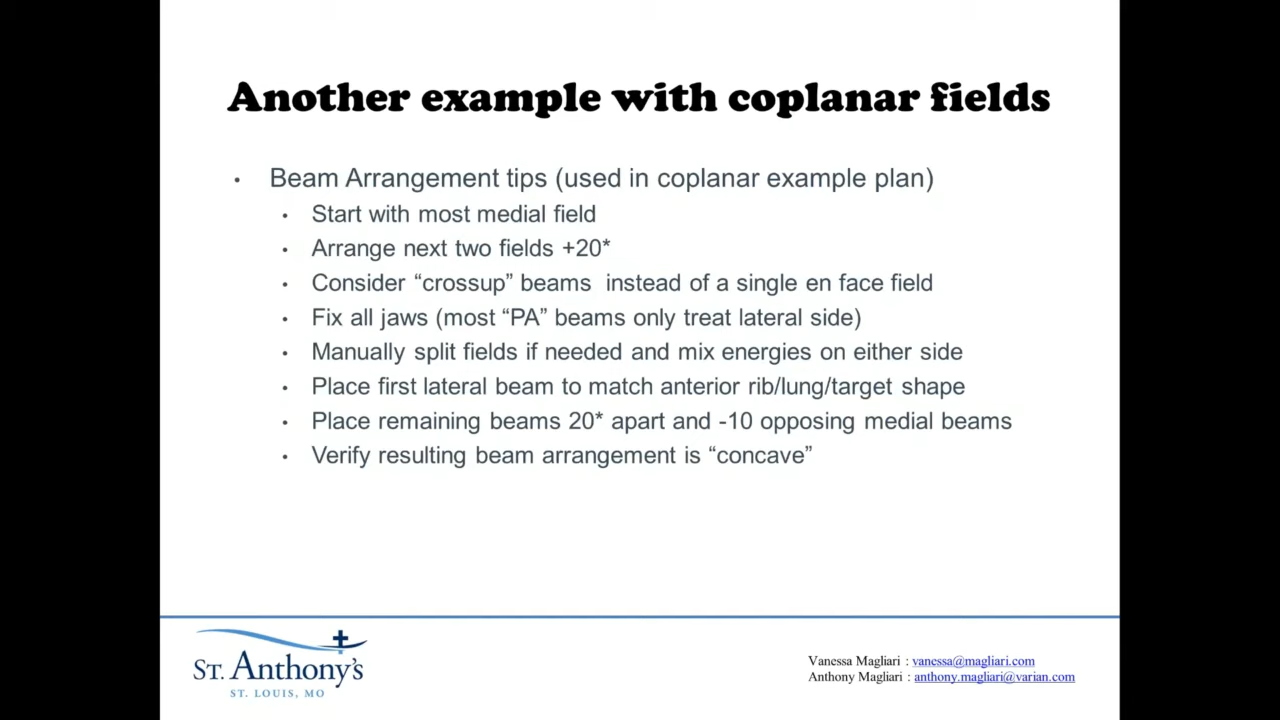 Another example with coplanar fields
• Beam Arrangement tips (used in coplanar example plan)
• Start with most medial field
• Arrange next two fields +20*
• Consider “crossup” beams  instead of a single en face field
• Fix all jaws (most “PA” beams only treat lateral side)
• Manually split fields if needed and mix energies on either side
• Place first lateral beam to match anterior rib/lung/target shape
• Place remaining beams 20* apart and -10 opposing medial beams
• Verify resulting beam arrangement is “concave”
St. Anthony's
ST. LOUIS, MO
Vanessa Magliari : vanessa@magliari.com
Anthony Magliari : anthony.magliari@varian.com